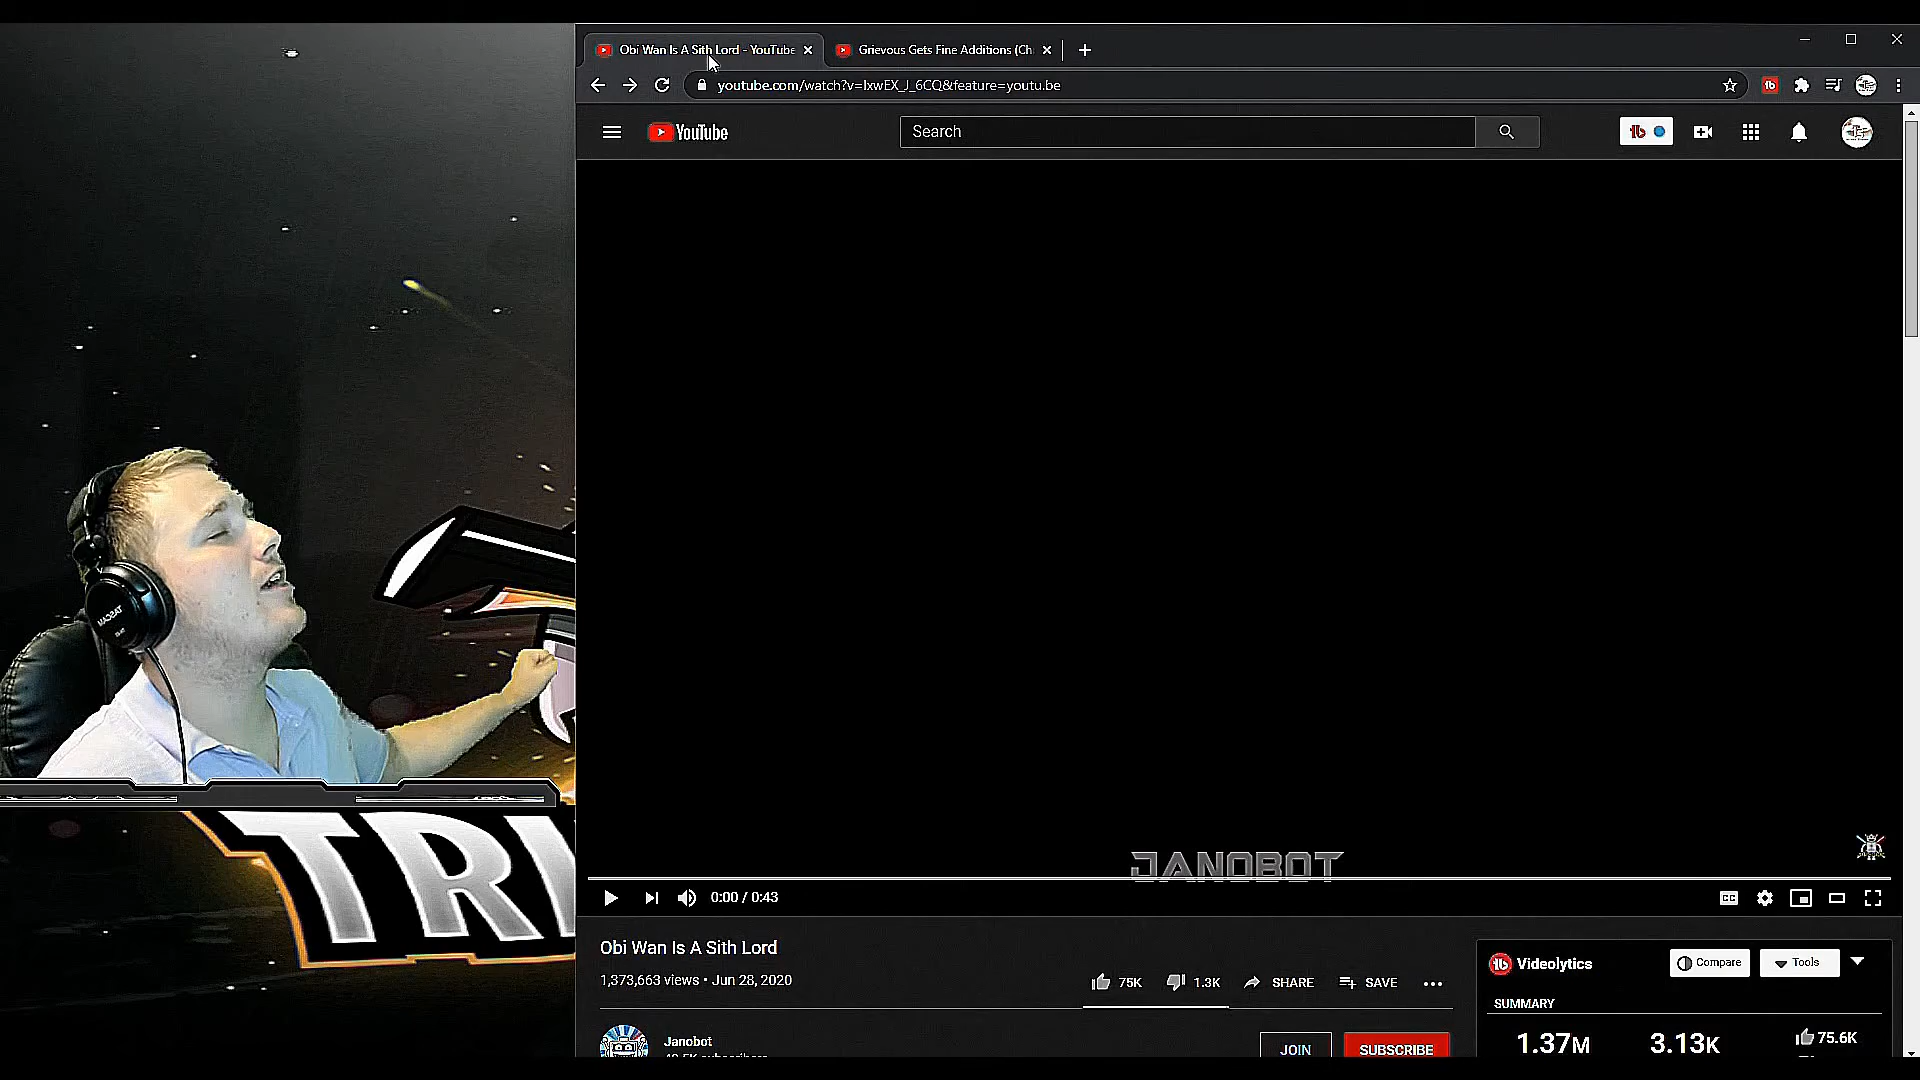 Obi Wan Is A Sith Lord - YouTube
Grievous Gets Fine Additions (Ch
youtube.com/watch?v=IxwEX_J_6CQ&feature=youtu.be
YouTube
Search
TASCAM
JANOBOT
0:00 / 0:43
CC
TRI
Obi Wan Is A Sith Lord
1,373,663 views • Jun 28, 2020
75K
1.3K
SHARE
SAVE
Videolytics
Compare
Tools
SUMMARY
1.37M
3.13K
75.6K
Janobot
JOIN
SUBSCRIBE